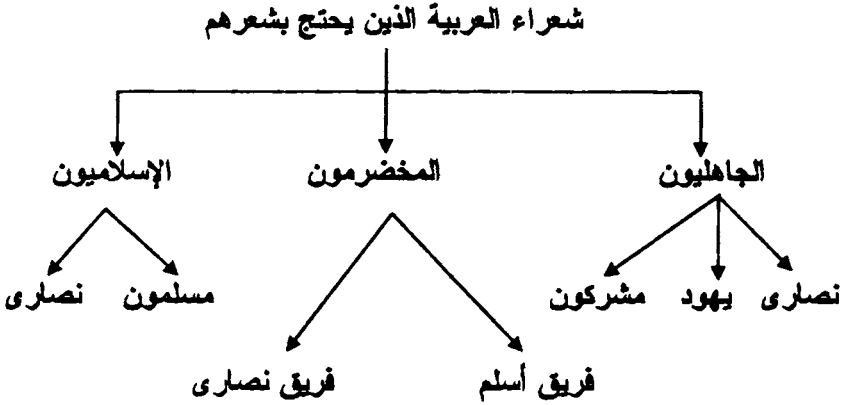 شعراء العربية الذين يحتج بشعرهم
الجاهليون
المخضرمون
الإسلاميون
نصارى
يهود
مشركون
مسلمون
نصارى
فريق أسلم
فريق نصارى